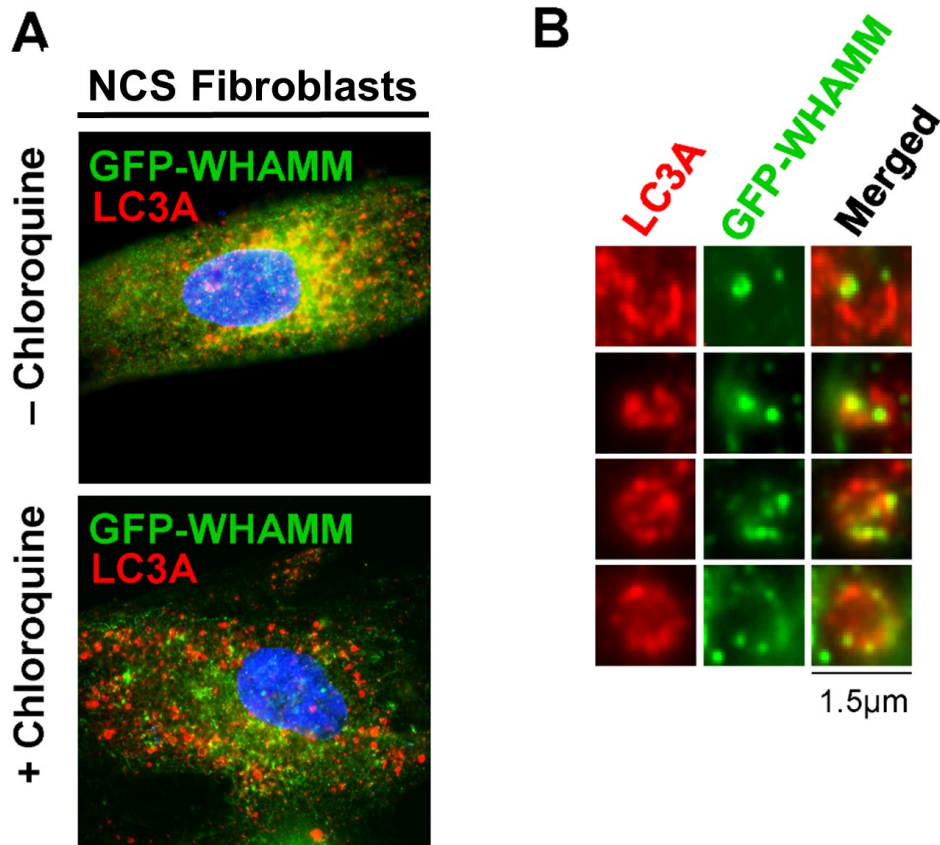 A
NCS Fibroblasts
– Chloroquine
GFP-WHAMM
LC3A
+ Chloroquine
GFP-WHAMM
LC3A
B
LC3A
GFP-WHAMM
Merged
1.5µm